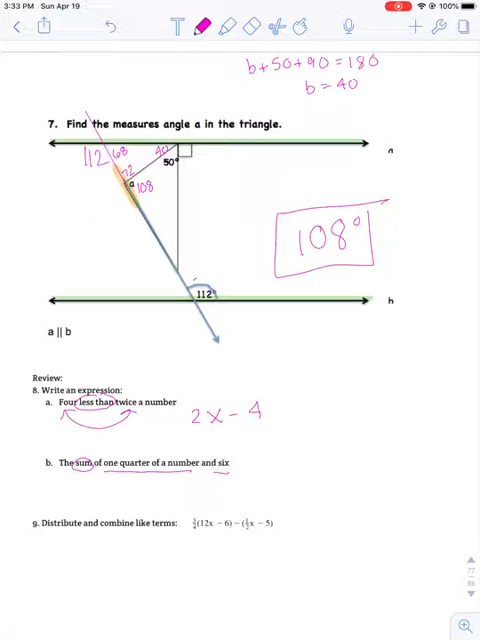 3:33 PM Sun Apr 19
100%
b+50+90=180
b=40
7. Find the measures angle a in the triangle.
112
68
40
50°
72
a
108
108°
112°
a || b
Review:
8. Write an expression:
a. Four less than twice a number
2x-4
b. The sum of one quarter of a number and six
9. Distribute and combine like terms: